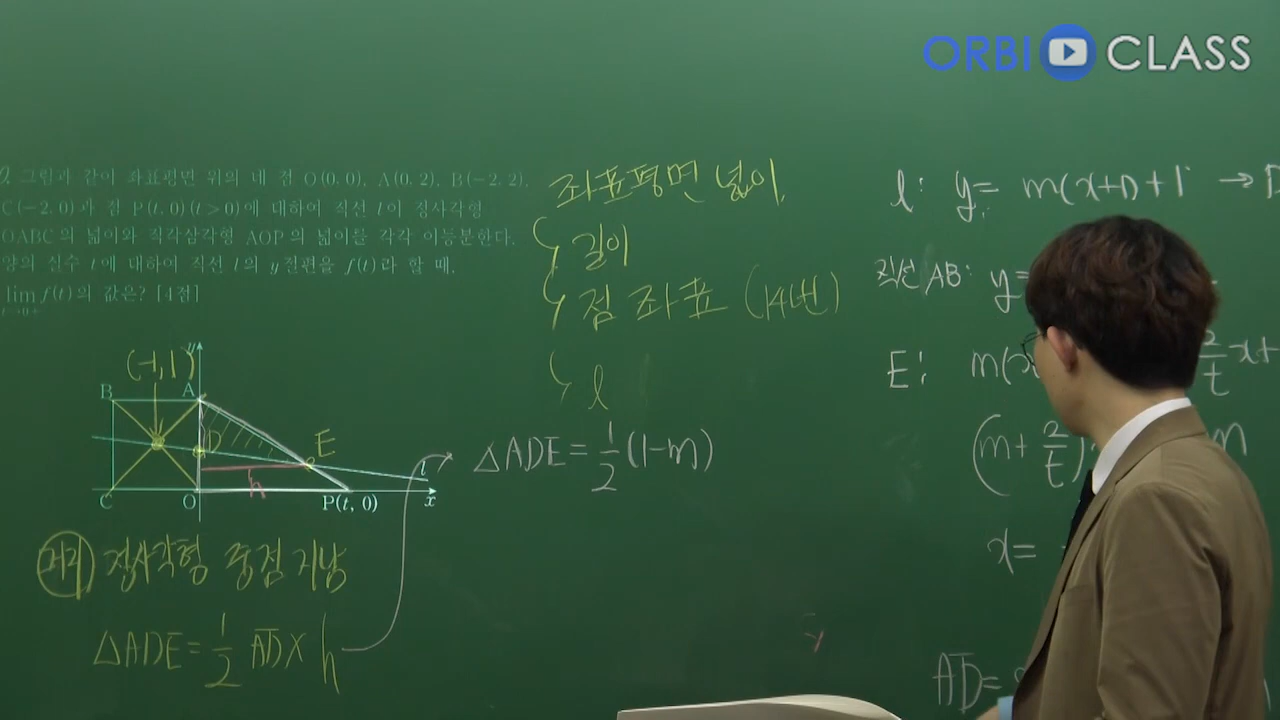 ORBI CLASS
그림과 같이 좌표평면 위의 네 점 O(0, 0), A(0, 2), B(-2, 2),
C(-2, 0)과 점 P(t, 0)(t>0)에 대하여 직선 l이 정사각형
OABC의 넓이와 직각삼각형 AOP의 넓이를 각각 이등분한다.
양의 실수 t에 대하여 직선 l의 y절편을 f(t)라 할 때,
lim f(t)의 값은? [4점]
좌표평면 넓이
길이
점 좌표 (14번)
l
l: y= m(x+1)+1 →
직선 AB: y=
E: m(x
2/t x+
(m+ 2/t)
m
x=
(-1,1)
y
B
A
D
E
h
l
C
O
P(t, 0)
x
△ADE= 1/2 (1-m)
정사각형 중점 지남
△ADE= 1/2 AD× h
AD=